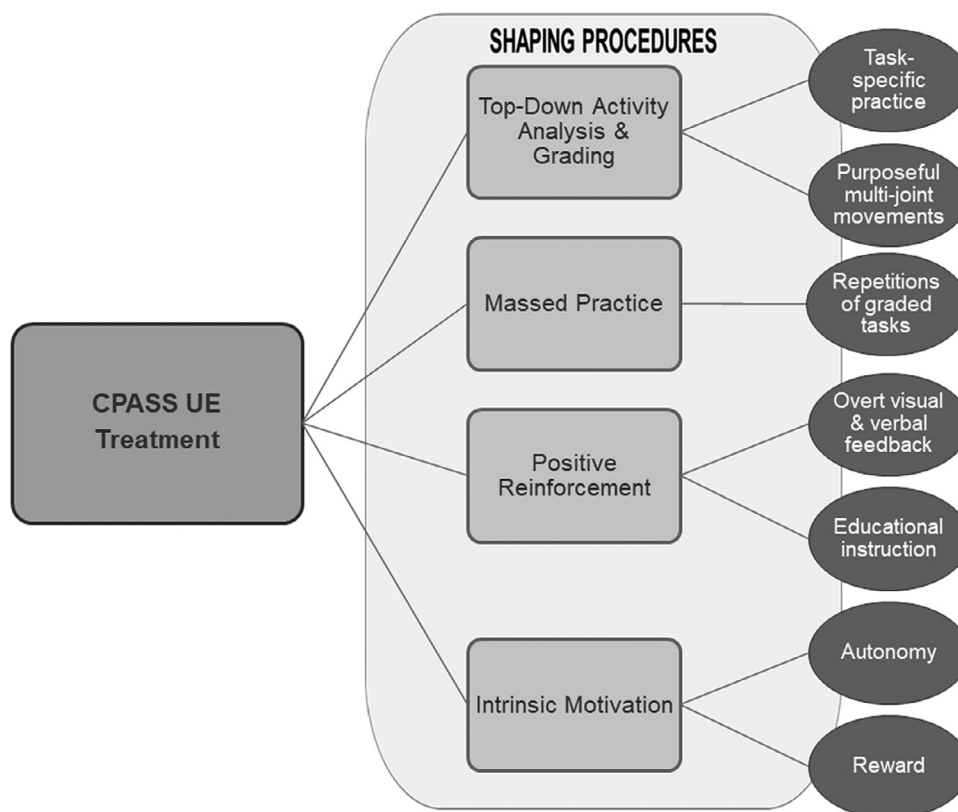 SHAPING PROCEDURES
Top-Down Activity
Analysis &
Grading
Task-
specific
practice
Purposeful
multi-joint
movements
Massed Practice
Repetitions
of graded
tasks
CPASS UE
Treatment
Positive
Reinforcement
Overt visual
& verbal
feedback
Educational
instruction
Intrinsic Motivation
Autonomy
Reward